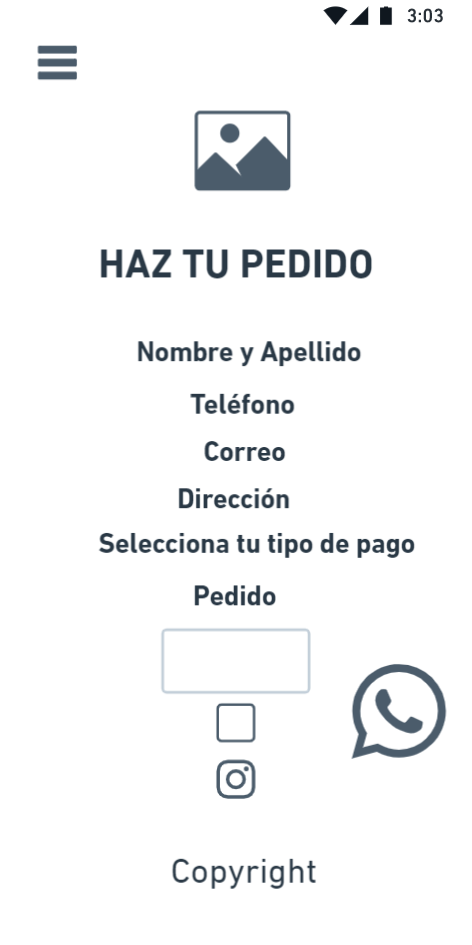 3:03
HAZ TU PEDIDO
Nombre y Apellido
Teléfono
Correo
Dirección
Selecciona tu tipo de pago
Pedido
Copyright